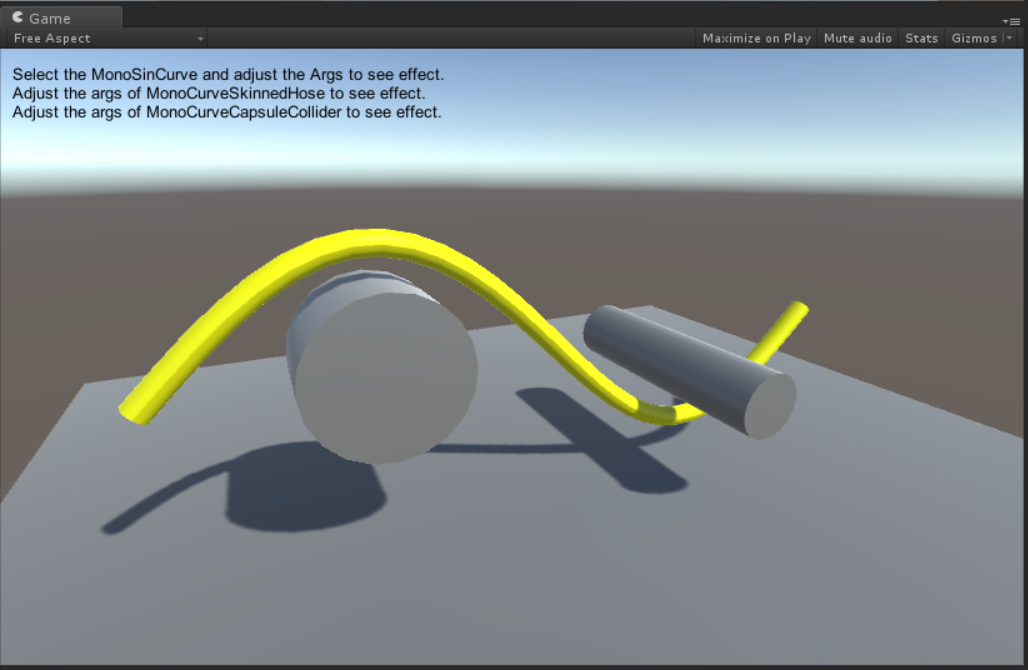 Game
Free Aspect
Maximize on Play Mute audio Stats Gizmos
Select the MonoSinCurve and adjust the Args to see effect.
Adjust the args of MonoCurveSkinnedHose to see effect.
Adjust the args of MonoCurveCapsuleCollider to see effect.